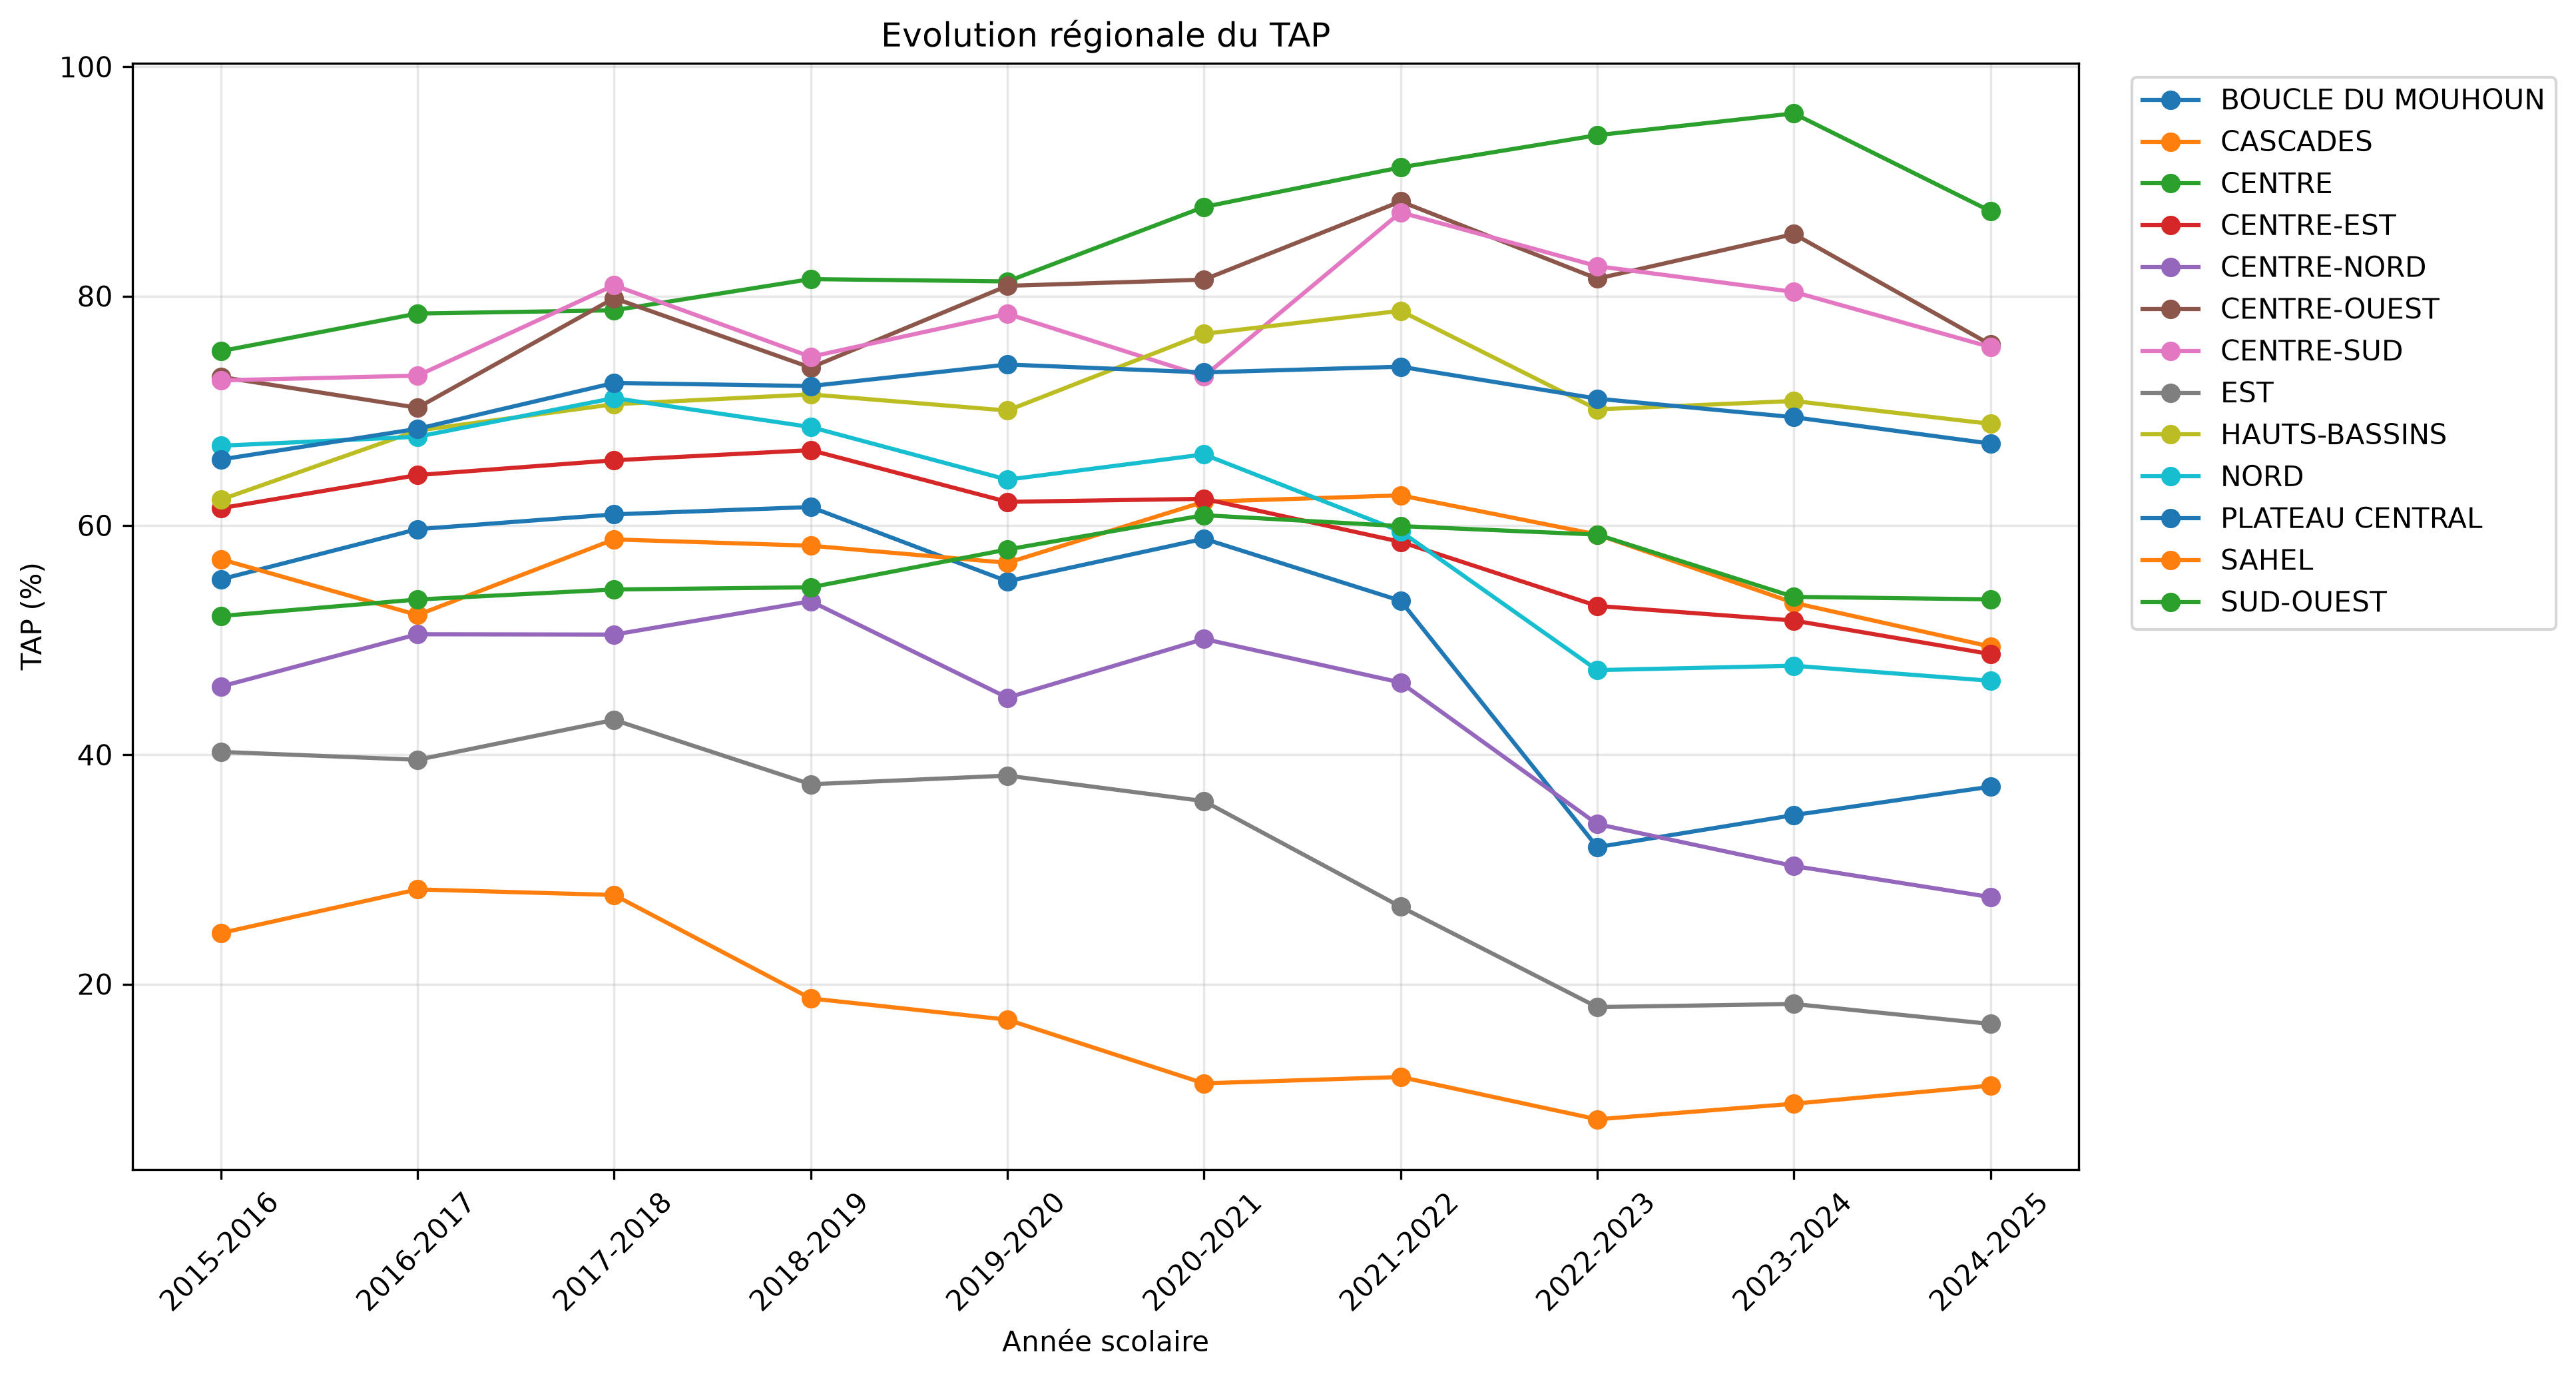 Evolution régionale du TAP
TAP (%)
100
80
60
40
20
2015-2016
2016-2017
2017-2018
2018-2019
2019-2020
2020-2021
2021-2022
2022-2023
2023-2024
2024-2025
Année scolaire
BOUCLE DU MOUHOUN
CASCADES
CENTRE
CENTRE-EST
CENTRE-NORD
CENTRE-OUEST
CENTRE-SUD
EST
HAUTS-BASSINS
NORD
PLATEAU CENTRAL
SAHEL
SUD-OUEST